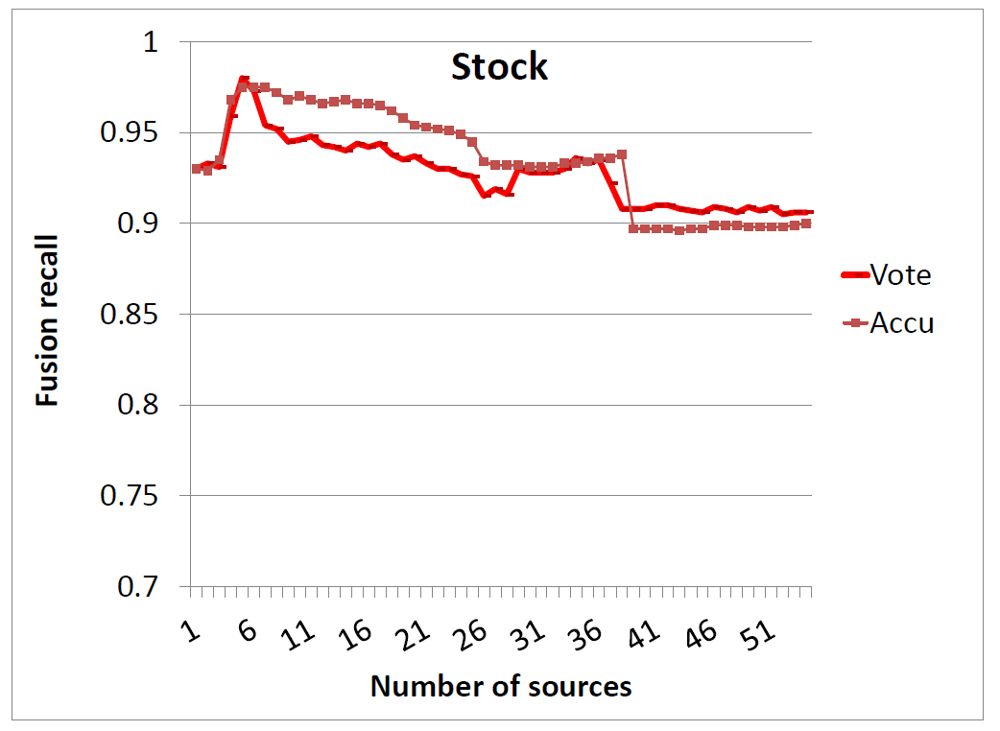 Stock
1
0.95
0.9
0.85
0.8
0.75
0.7
Fusion recall
1 6 11 16 21 26 31 36 41 46 51
Number of sources
Vote
Accu